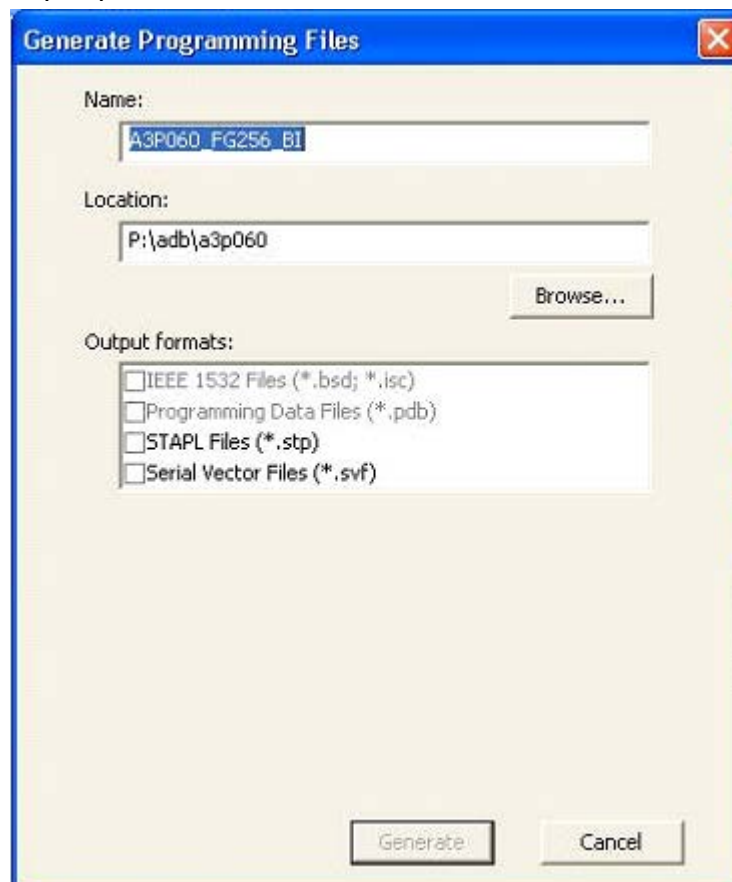 Generate Programming Files
Name:
A3P060_FG256_BI
Location:
P:\adb\a3p060
Browse...
Output formats:
IEEE 1532 Files (*.bsd; *.isc)
Programming Data Files (*.pdb)
STAPL Files (*.stp)
Serial Vector Files (*.svf)
Generate
Cancel